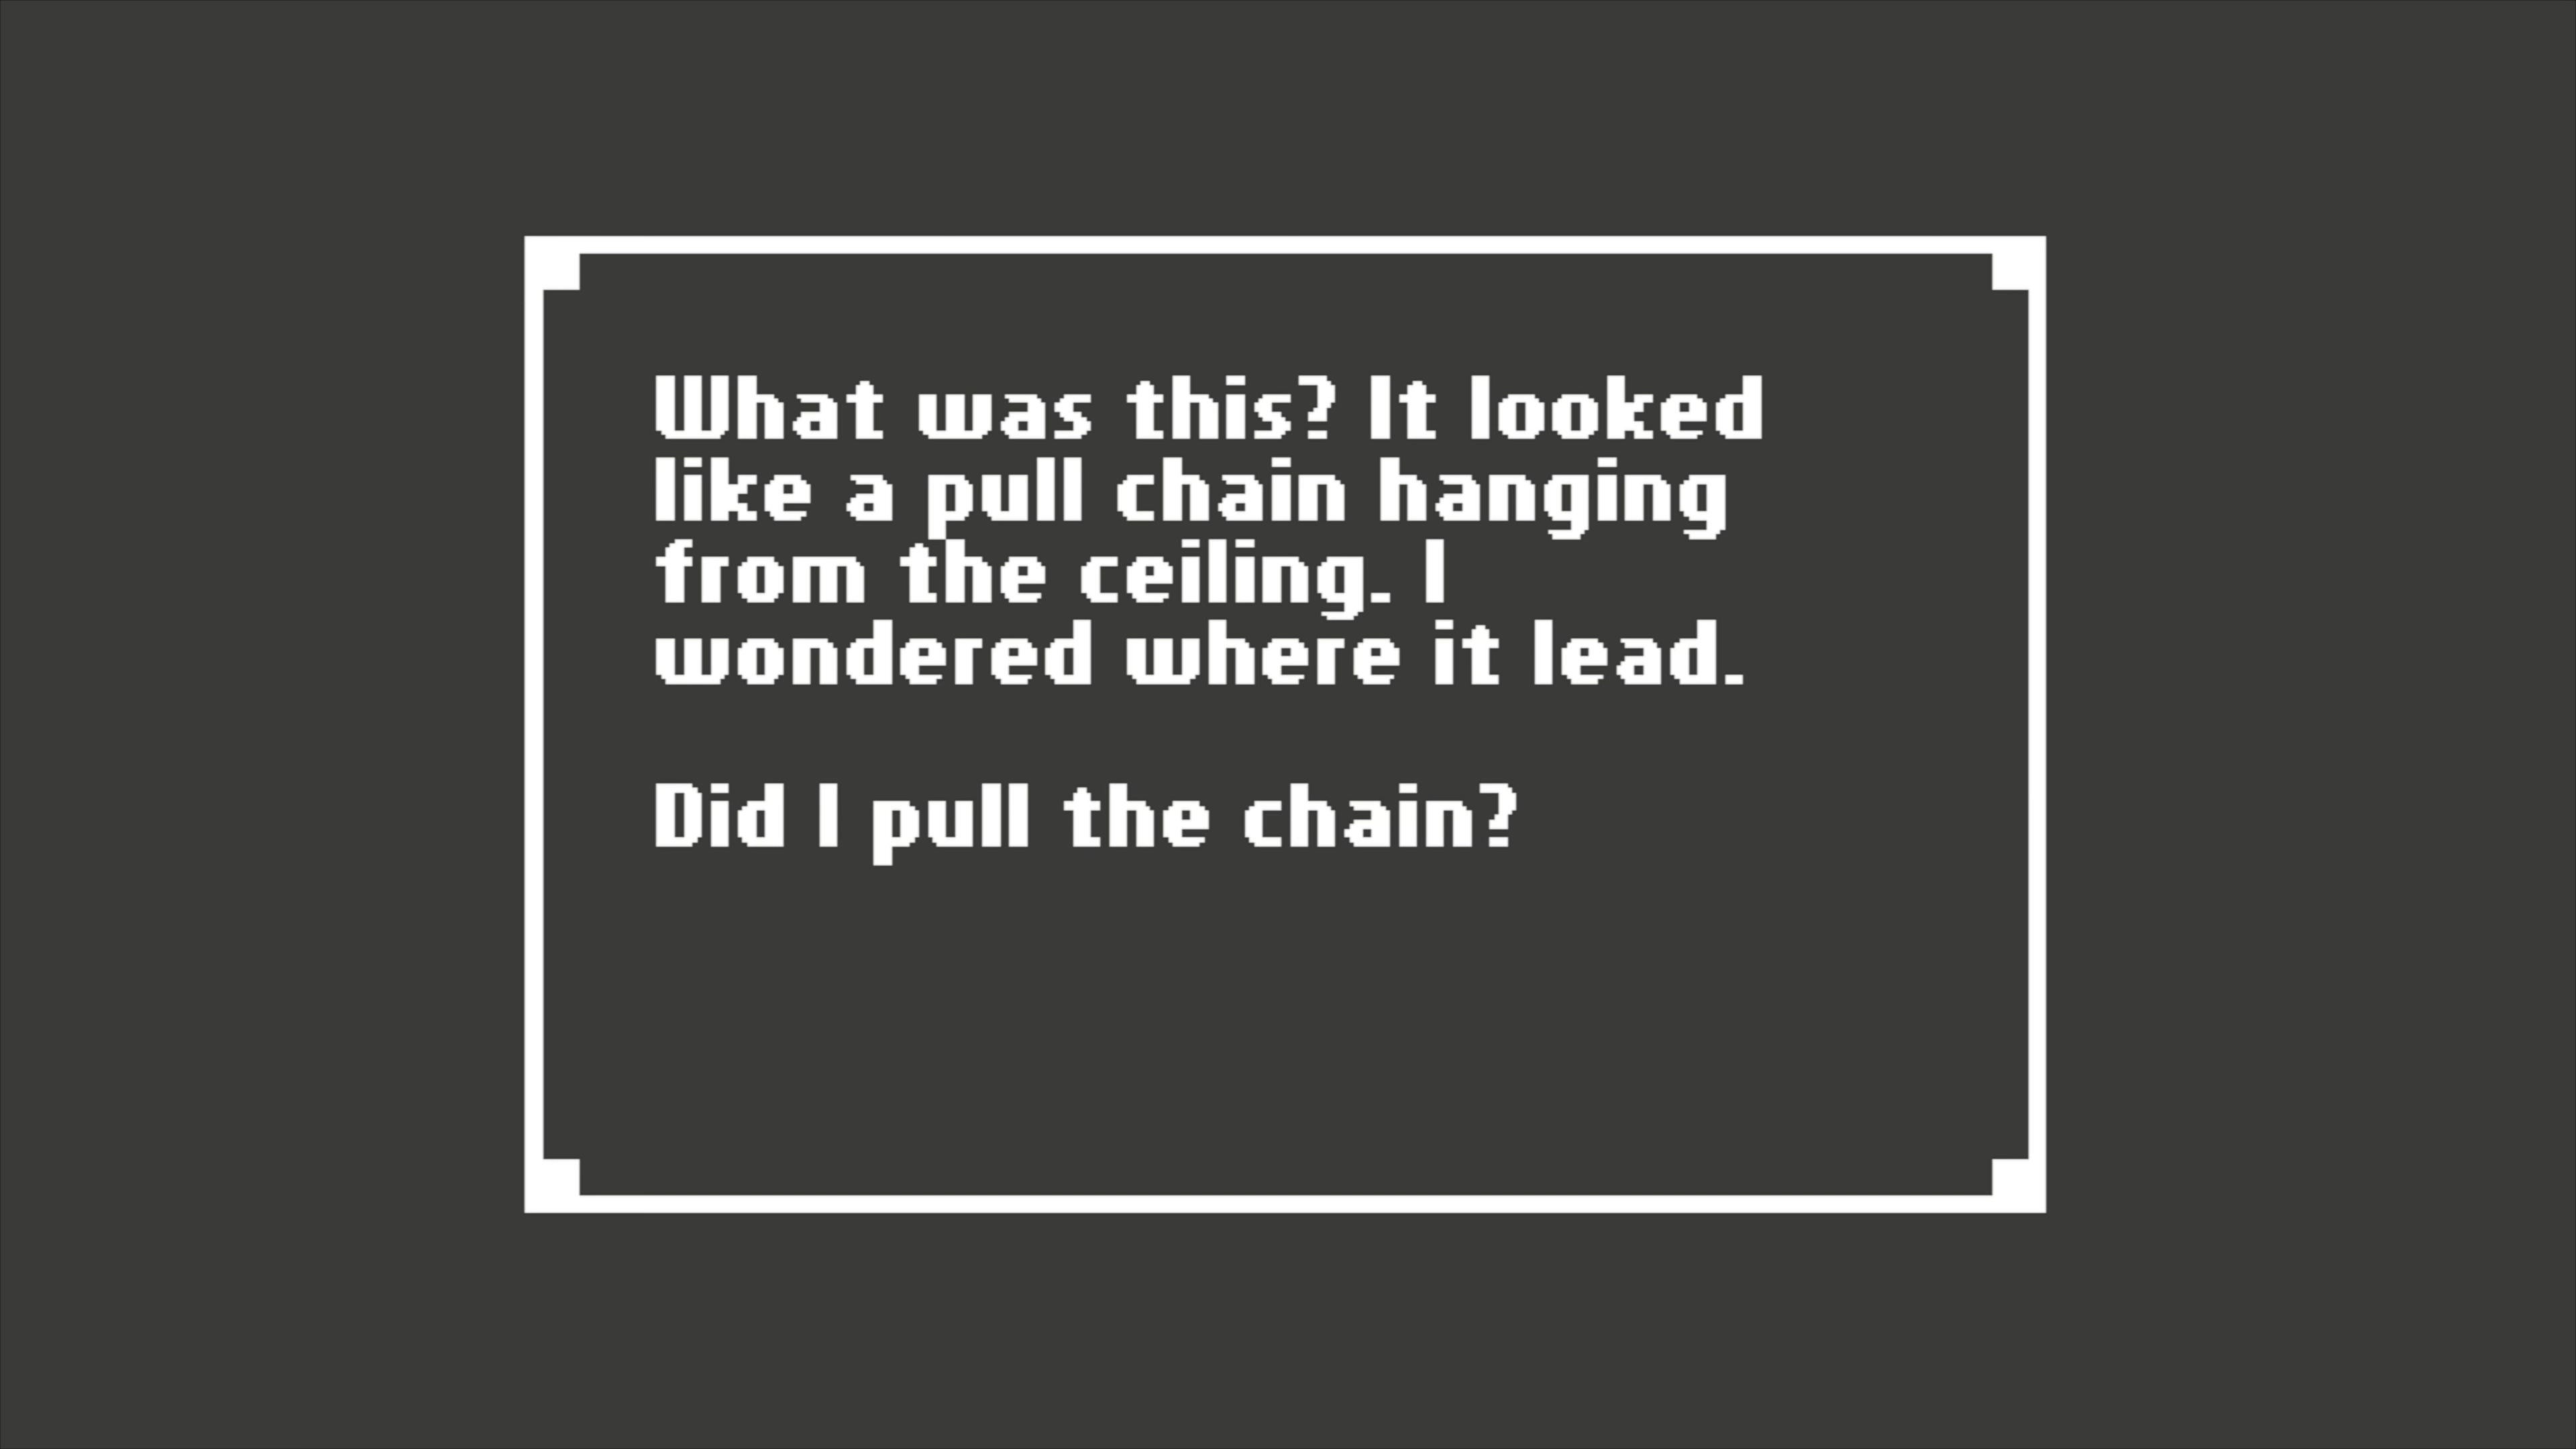 What was this? It looked
like a pull chain hanging
from the ceiling. I
wondered where it lead.
Did I pull the chain?